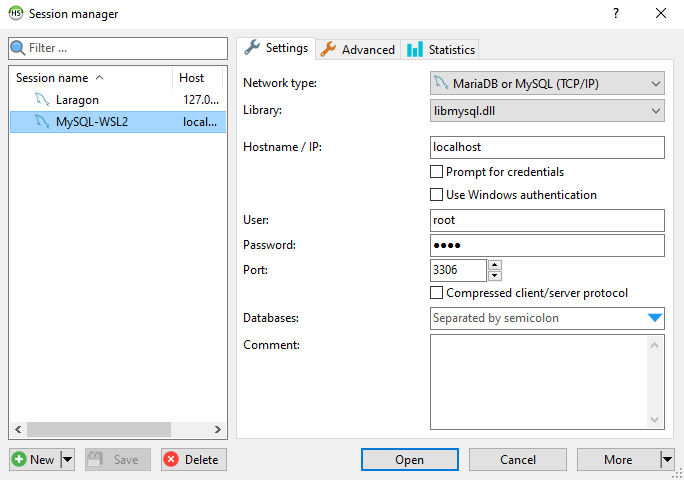 HS Session manager
Filter ...
Session name Host
Laragon 127.0...
MySQL-WSL2 local...
New Save Delete
Settings Advanced Statistics
Network type: MariaDB or MySQL (TCP/IP)
Library: libmysql.dll
Hostname / IP: localhost
Prompt for credentials
Use Windows authentication
User: root
Password: ●●●●
Port: 3306
Compressed client/server protocol
Databases: Separated by semicolon
Comment:
Open Cancel More